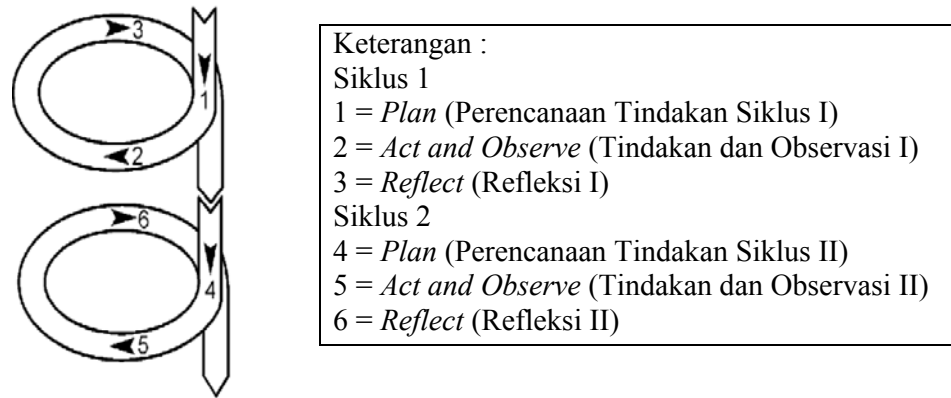 3
1
2
6
4
5
Keterangan :
Siklus 1
1 = Plan (Perencanaan Tindakan Siklus I)
2 = Act and Observe (Tindakan dan Observasi I)
3 = Reflect (Refleksi I)
Siklus 2
4 = Plan (Perencanaan Tindakan Siklus II)
5 = Act and Observe (Tindakan dan Observasi II)
6 = Reflect (Refleksi II)